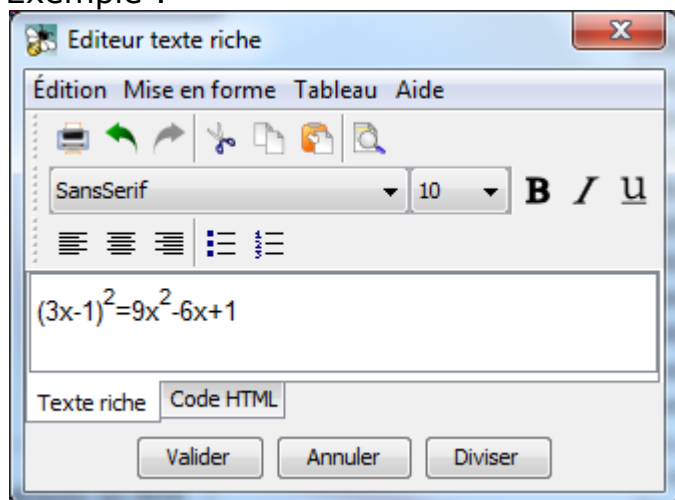 Exemple :
Editeur texte riche
Édition Mise en forme Tableau Aide
SansSerif 10 B I U
(3x-1)²=9x²-6x+1
Texte riche Code HTML
Valider Annuler Diviser